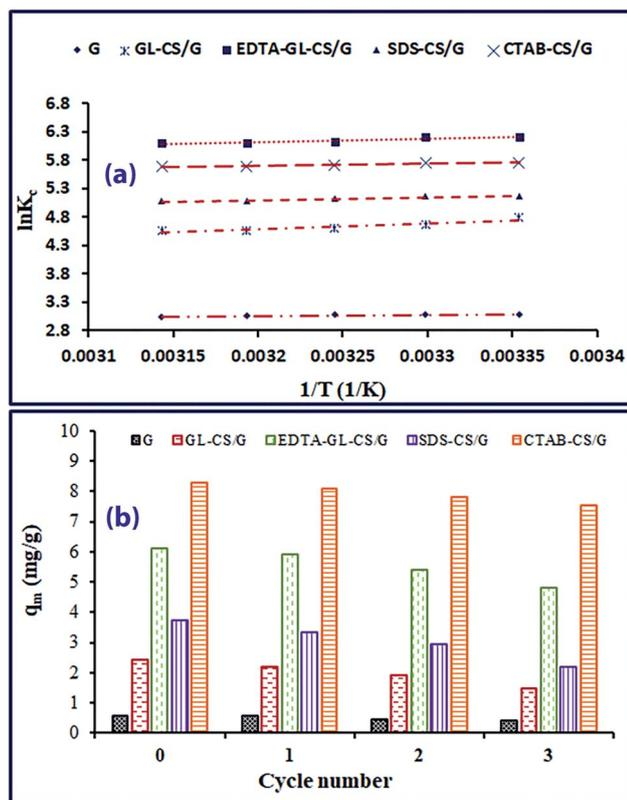 G GL-CS/G EDTA-GL-CS/G SDS-CS/G CTAB-CS/G
6.8
6.3
5.8
5.3
4.8
4.3
3.3
2.8
(a)
lnKc
0.0031 0.00315 0.0032 0.00325 0.0033 0.00335 0.0034
1/T (1/K)
G GL-CS/G EDTA-GL-CS/G SDS-CS/G CTAB-CS/G
10
9
8
7
6
5
4
3
2
1
0
(b)
qm (mg/g)
0 1 2 3
Cycle number